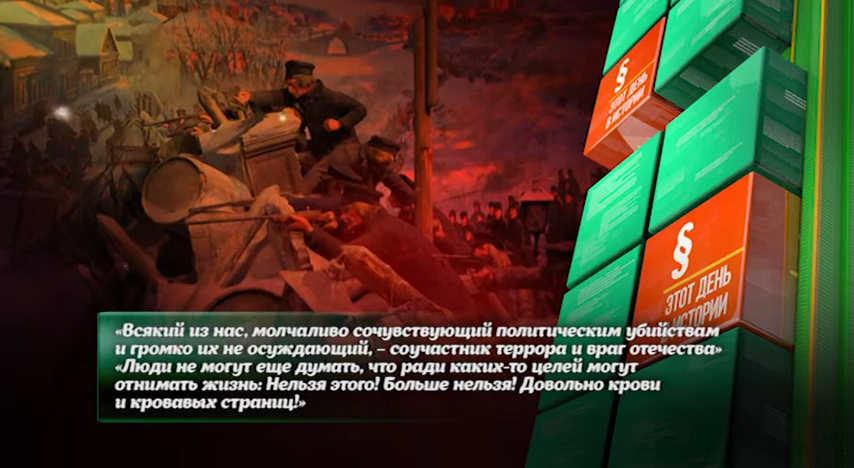 §
ЭТОТ ДЕНЬ
В ИСТОРИИ
§
ЭТОТ ДЕНЬ
В ИСТОРИИ
«Всякий из нас, молчаливо сочувствующий политическим убийствам
и громко их не осуждающий, – соучастник террора и враг отечества»
«Люди не могут еще думать, что ради каких-то целей могут
отнимать жизнь: Нельзя этого! Больше нельзя! Довольно крови
и кровавых страниц!»